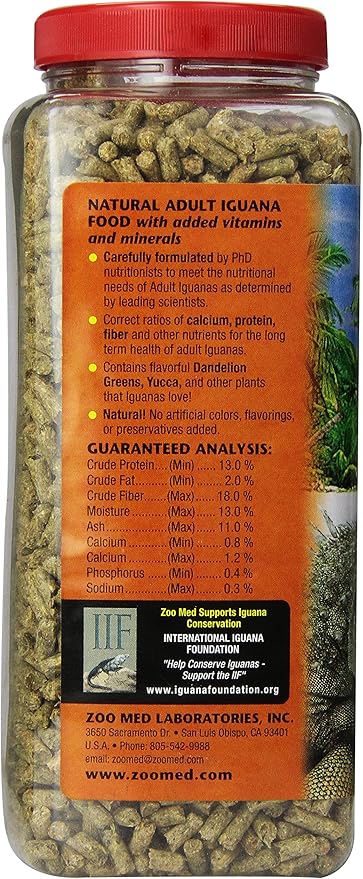 NATURAL ADULT IGUANA
FOOD with added vitamins
and minerals
Carefully formulated by PhD
nutritionists to meet the nutritional
needs of Adult Iguanas as determined
by leading scientists.
Correct ratios of calcium, protein,
fiber and other nutrients for the long
term health of adult Iguanas.
Contains flavorful Dandelion
Greens, Yucca, and other plants
that Iguanas love!
Natural! No artificial colors, flavorings,
or preservatives added.
GUARANTEED ANALYSIS:
Crude Protein....(Min)...... 13.0 %
Crude Fat..........(Min)...... 2.0 %
Crude Fiber.......(Max)..... 18.0 %
Moisture............(Max)..... 13.0 %
Ash....................(Max)..... 11.0 %
Calcium.............(Min)...... 0.8 %
Calcium.............(Max)..... 1.2 %
Phosphorus ......(Min)...... 0.4 %
Sodium..............(Max)..... 0.3 %
IIF
Zoo Med Supports Iguana
Conservation
INTERNATIONAL IGUANA
FOUNDATION
"Help Conserve Iguanas -
Support the IIF"
www.iguanafoundation.org
ZOO MED LABORATORIES, INC.
3650 Sacramento Dr. • San Luis Obispo, CA 93401
U.S.A. • Phone: 805-542-9988
email: zoomed@zoomed.com
www.zoomed.com